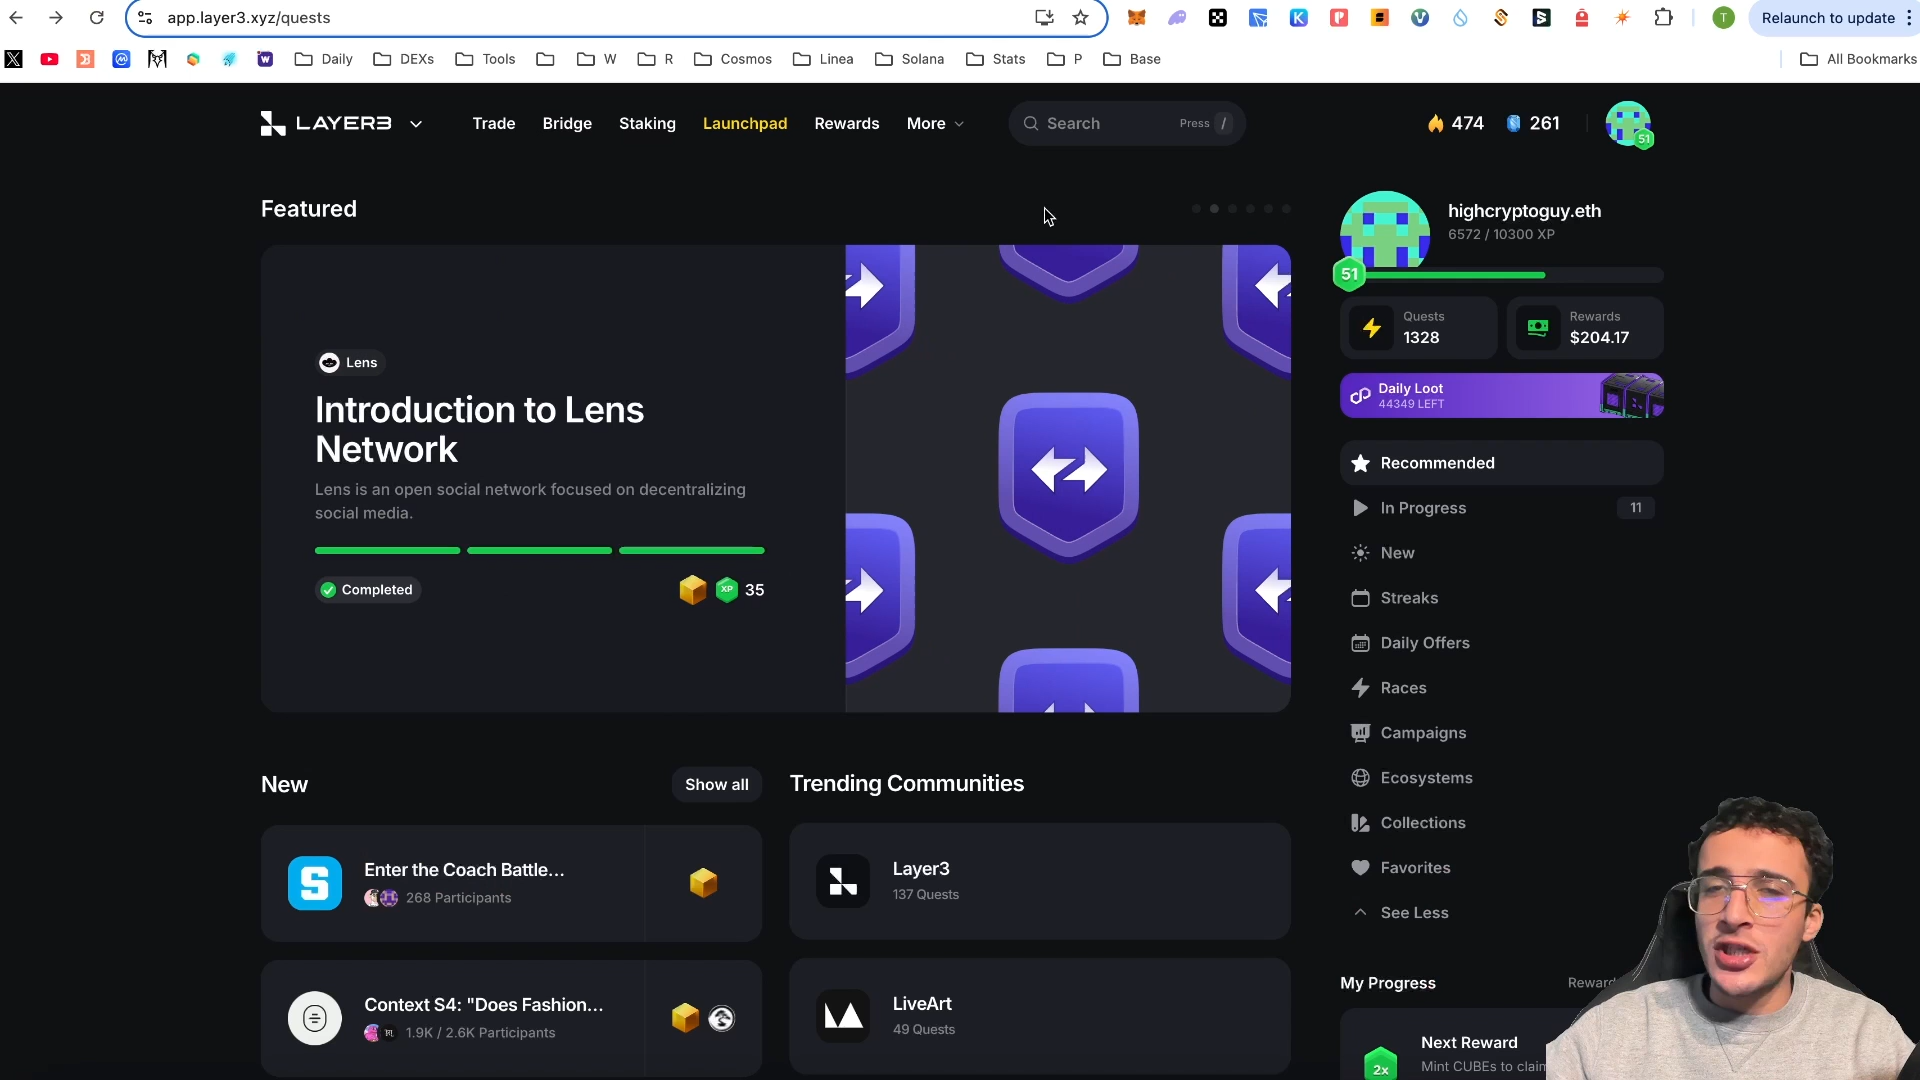 app.layer3.xyz/quests
T
Relaunch to update
Daily
DEXs
Tools
W
R
Cosmos
Linea
Solana
Stats
P
Base
All Bookmarks
LAYER3
Trade
Bridge
Staking
Launchpad
Rewards
More
Search
Press /
474
261
51
Featured
highcryptoguy.eth
6572 / 10300 XP
51
Quests
1328
Rewards
$204.17
Lens
Introduction to Lens
Network
Lens is an open social network focused on decentralizing
social media.
Completed
XP
35
Daily Loot
44349 LEFT
Recommended
In Progress
11
New
Streaks
Daily Offers
Races
Campaigns
Ecosystems
Collections
Favorites
See Less
New
Show all
Trending Communities
S
Enter the Coach Battle...
268 Participants
Layer3
137 Quests
Context S4: "Does Fashion...
1.9K / 2.6K Participants
LiveArt
49 Quests
My Progress
Next Reward
2x
Mint CUBEs to